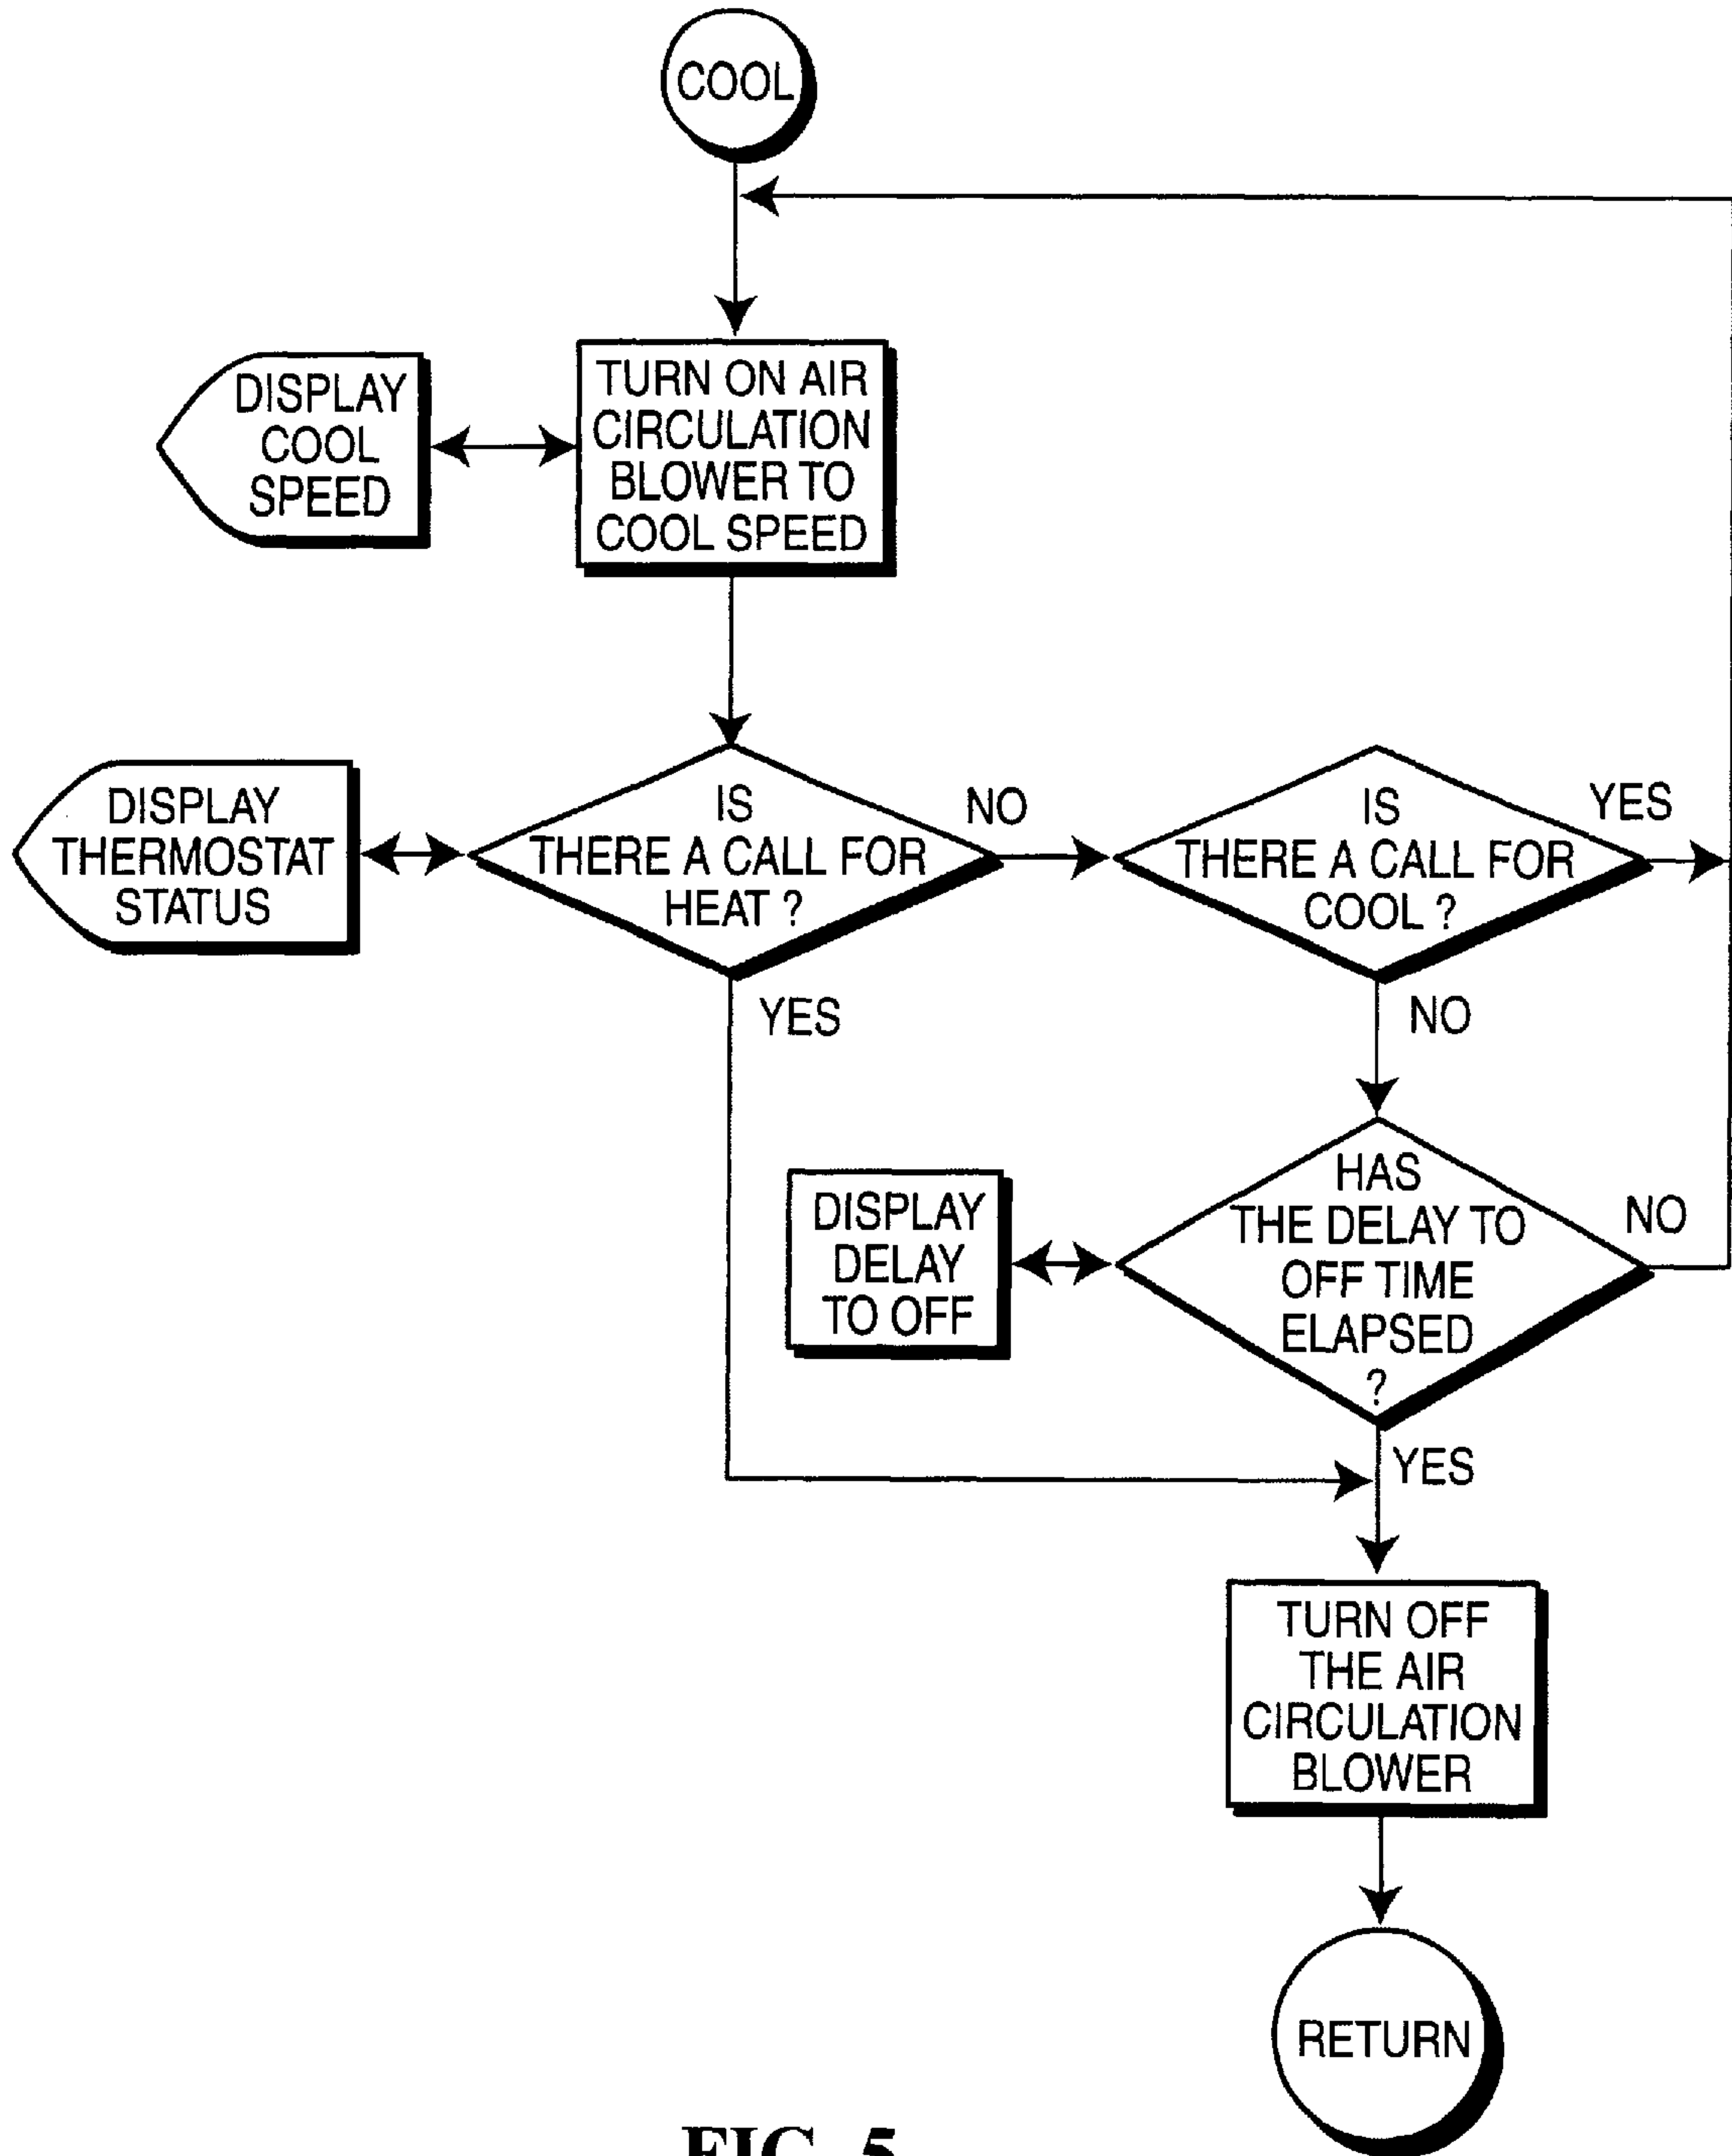 COOL
DISPLAY
COOL
SPEED
TURN ON AIR
CIRCULATION
BLOWER TO
COOL SPEED
DISPLAY
THERMOSTAT
STATUS
IS
THERE A CALL FOR
HEAT ?
NO
IS
THERE A CALL FOR
COOL ?
YES
YES
NO
DISPLAY
DELAY
TO OFF
HAS
THE DELAY TO
OFF TIME
ELAPSED
?
NO
YES
TURN OFF
THE AIR
CIRCULATION
BLOWER
RETURN
FIG. 5